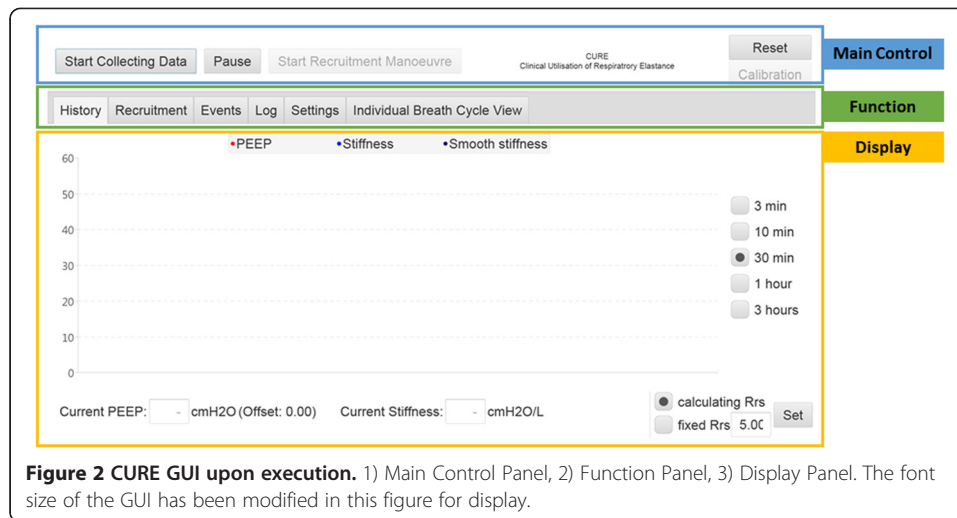 Start Collecting Data Pause Start Recruitment Manoeuvre
CURE
Clinical Utilisation of Respiratrory Elastance
Reset
Calibration
Main Control
History Recruitment Events Log Settings Individual Breath Cycle View
Function
Display
•PEEP •Stiffness •Smooth stiffness
60
50
40
30
20
10
0
3 min
10 min
30 min
1 hour
3 hours
Current PEEP: - cmH2O (Offset: 0.00) Current Stiffness: - cmH2O/L
calculating Rrs
fixed Rrs 5.00
Set
Figure 2 CURE GUI upon execution. 1) Main Control Panel, 2) Function Panel, 3) Display Panel. The font
size of the GUI has been modified in this figure for display.